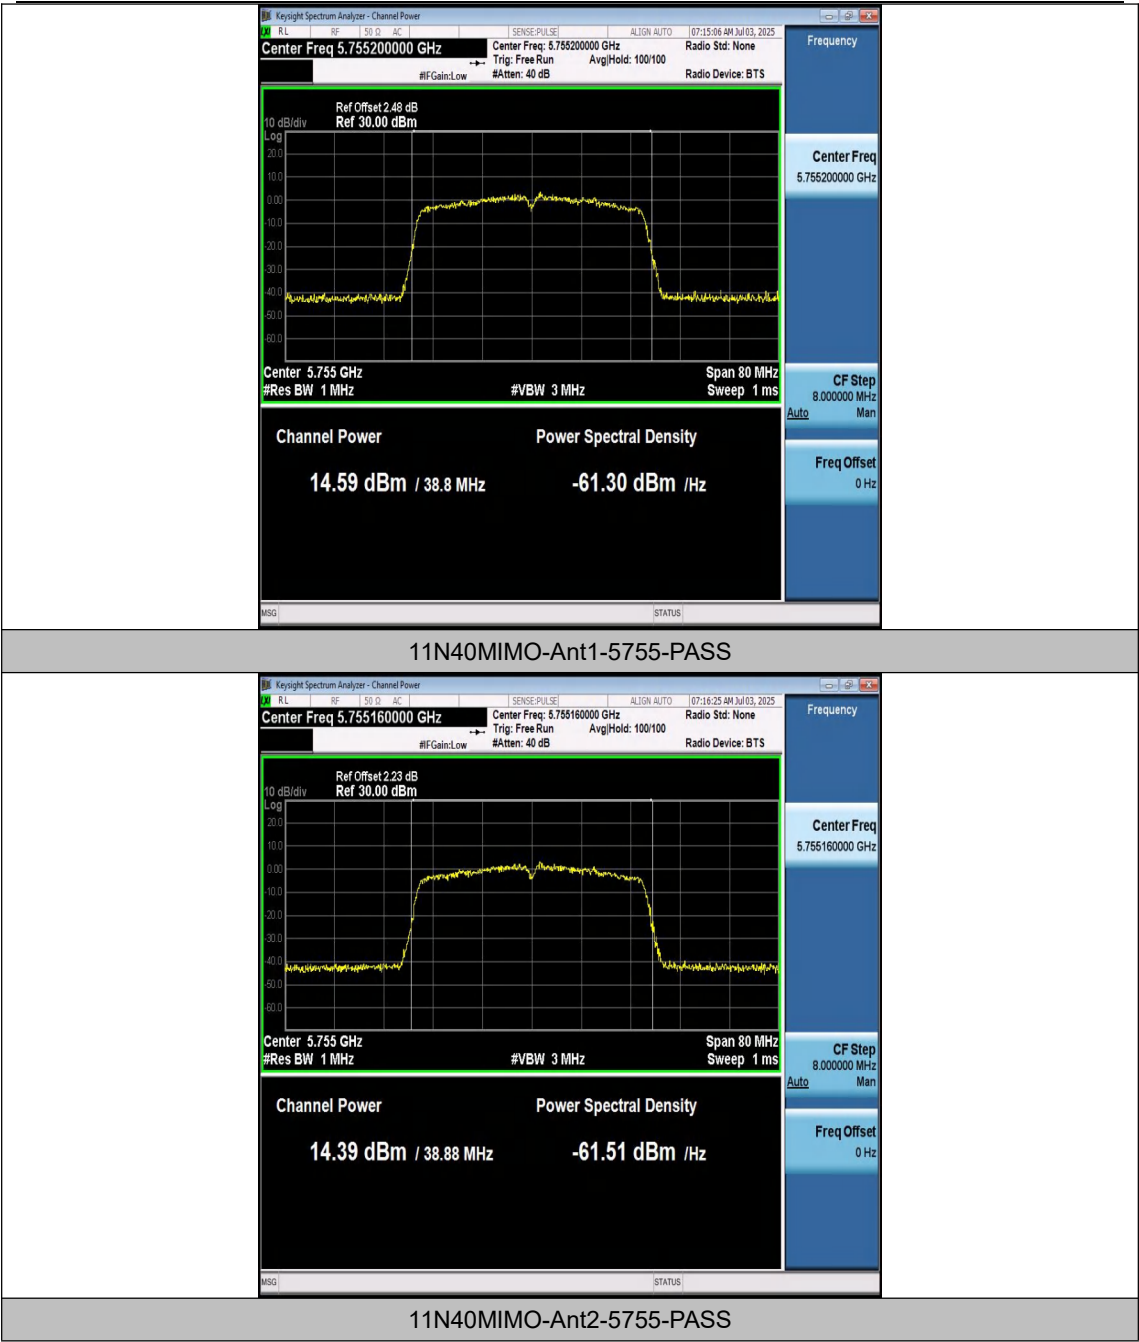 Keysight Spectrum Analyzer - Channel Power
RL RF 50 Ω AC SENSE:PULSE ALIGN AUTO 07:15:06 AM Jul 03, 2025
Center Freq 5.755200000 GHz
Center Freq: 5.755200000 GHz Radio Std: None
Trig: Free Run Avg|Hold: 100/100
#IFGain:Low #Atten: 40 dB Radio Device: BTS
Frequency
Ref Offset 2.48 dB
10 dB/div Ref 30.00 dBm
Log
20.0
10.0
0.00
-10.0
-20.0
-30.0
-40.0
-50.0
-60.0
Center Freq
5.755200000 GHz
Center 5.755 GHz Span 80 MHz
#Res BW 1 MHz #VBW 3 MHz Sweep 1 ms
CF Step
8.000000 MHz
Auto Man
Channel Power Power Spectral Density
14.59 dBm / 38.8 MHz -61.30 dBm /Hz
Freq Offset
0 Hz
MSG STATUS
11N40MIMO-Ant1-5755-PASS
Keysight Spectrum Analyzer - Channel Power
RL RF 50 Ω AC SENSE:PULSE ALIGN AUTO 07:16:25 AM Jul 03, 2025
Center Freq 5.755160000 GHz
Center Freq: 5.755160000 GHz Radio Std: None
Trig: Free Run Avg|Hold: 100/100
#IFGain:Low #Atten: 40 dB Radio Device: BTS
Frequency
Ref Offset 2.23 dB
10 dB/div Ref 30.00 dBm
Log
20.0
10.0
0.00
-10.0
-20.0
-30.0
-40.0
-50.0
-60.0
Center Freq
5.755160000 GHz
Center 5.755 GHz Span 80 MHz
#Res BW 1 MHz #VBW 3 MHz Sweep 1 ms
CF Step
8.000000 MHz
Auto Man
Channel Power Power Spectral Density
14.39 dBm / 38.88 MHz -61.51 dBm /Hz
Freq Offset
0 Hz
MSG STATUS
11N40MIMO-Ant2-5755-PASS